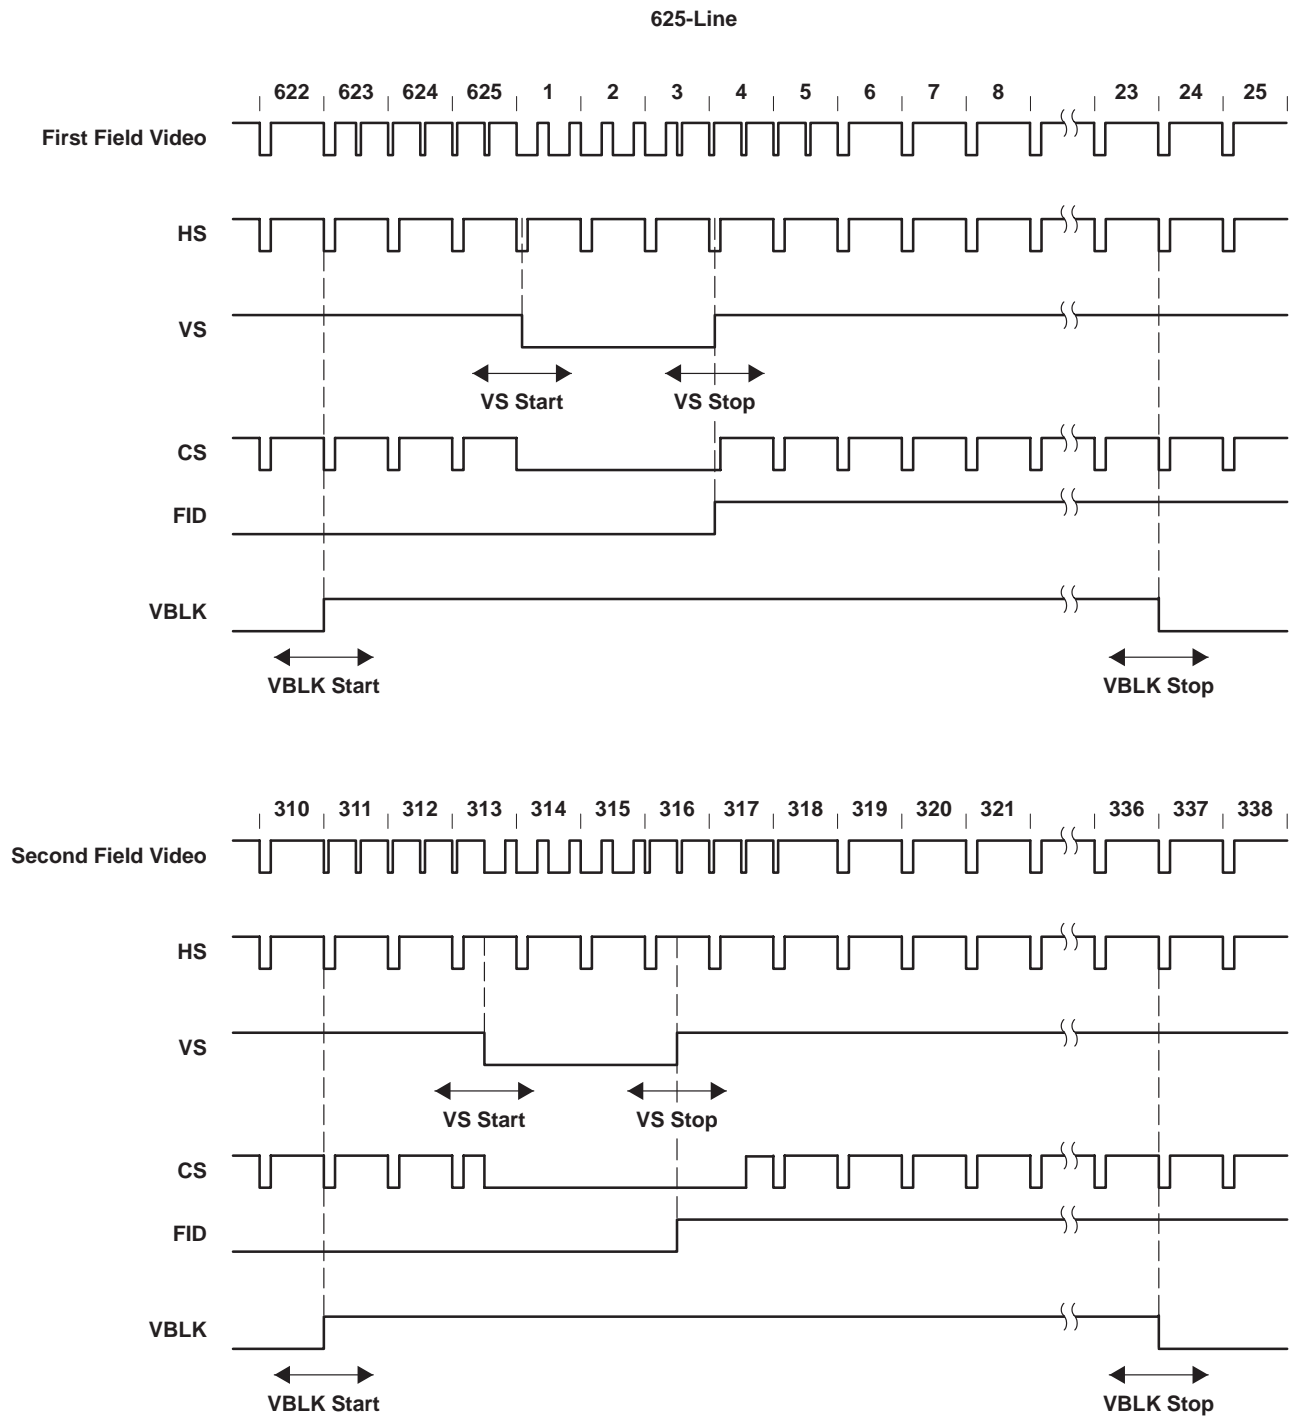 625-Line
622 623 624 625 1 2 3 4 5 6 7 8 23 24 25
First Field Video
HS
VS
VS Start VS Stop
CS
FID
VBLK
VBLK Start VBLK Stop
310 311 312 313 314 315 316 317 318 319 320 321 336 337 338
Second Field Video
HS
VS
VS Start VS Stop
CS
FID
VBLK
VBLK Start VBLK Stop